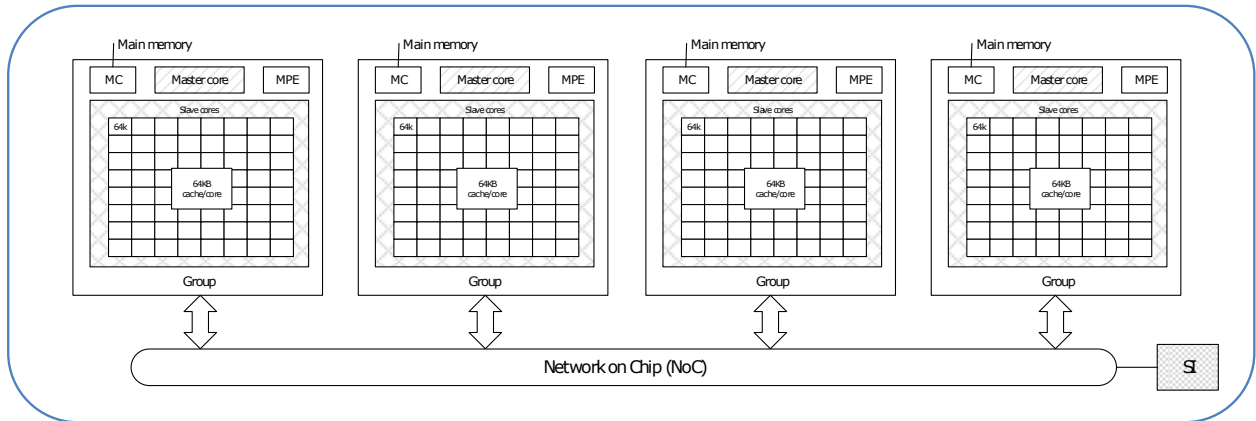 Main memory
Main memory
Main memory
Main memory
MC
Master core
MPE
MC
Master core
MPE
MC
Master core
MPE
MC
Master core
MPE
Slave cores
Slave cores
Slave cores
Slave cores
64k
64k
64k
64k
64KB
cache/core
64KB
cache/core
64KB
cache/core
64KB
cache/core
Group
Group
Group
Group
Network on Chip (NoC)
SI